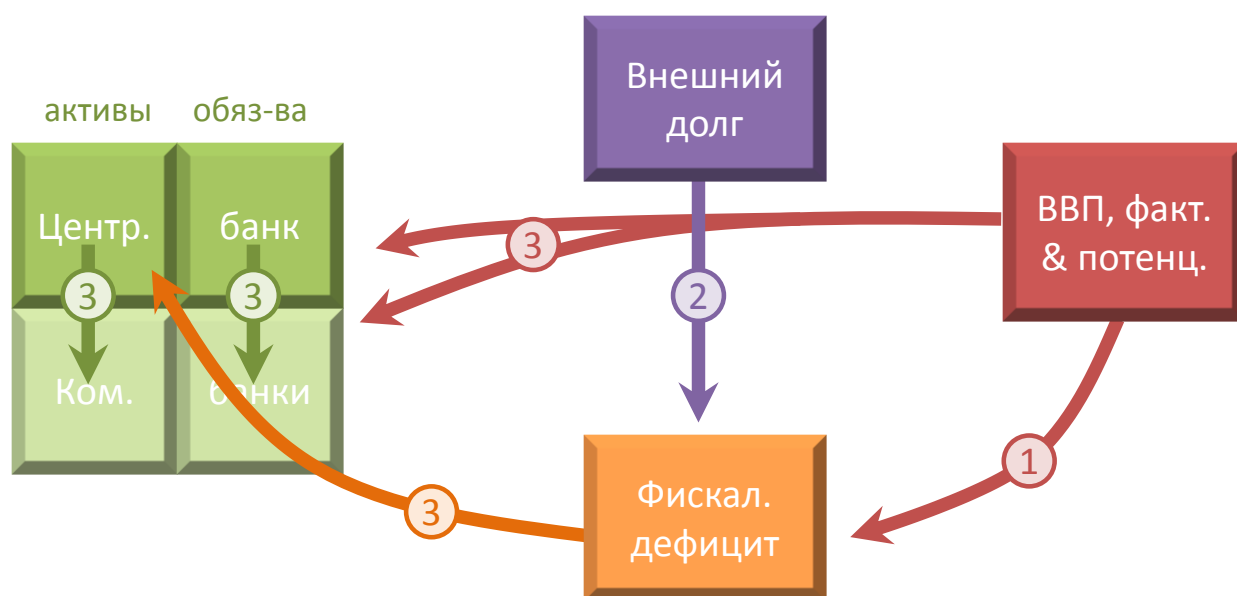 активы обяз-ва
Центр. банк
3 3
Ком. банки
Внешний
долг
ВВП, факт.
& потенц.
3
2
1
Фискал.
дефицит
3